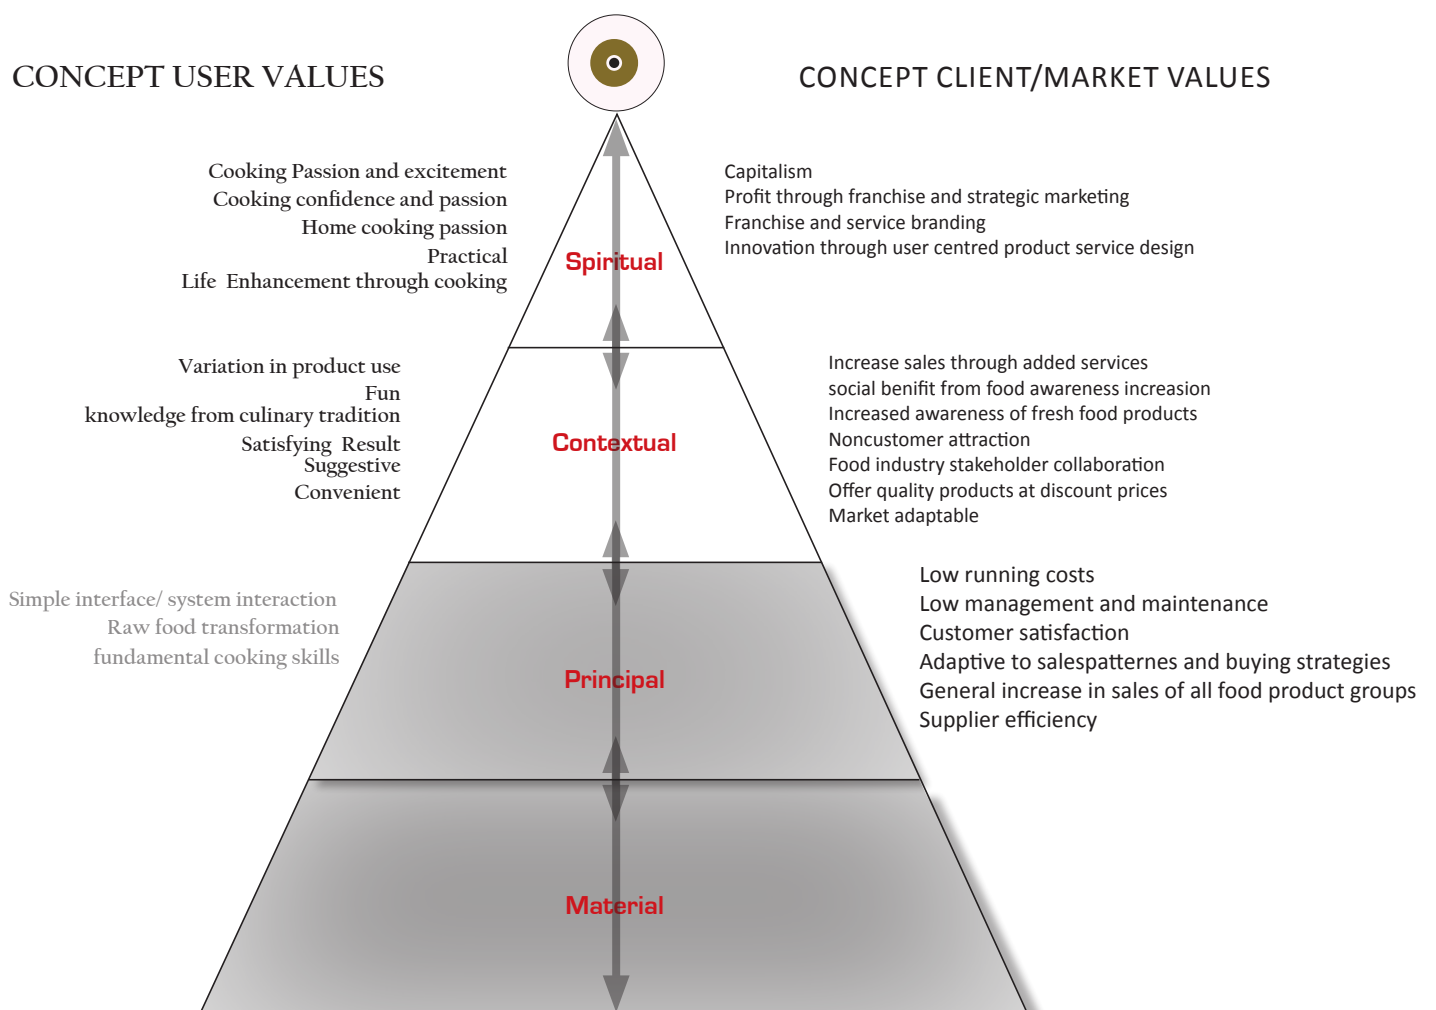 CONCEPT USER VALUES
CONCEPT CLIENT/MARKET VALUES
Cooking Passion and excitement
Cooking confidence and passion
Home cooking passion
Practical
Life Enhancement through cooking
Spiritual
Capitalism
Profit through franchise and strategic marketing
Franchise and service branding
Innovation through user centred product service design
Variation in product use
Fun
knowledge from culinary tradition
Satisfying Result
Suggestive
Convenient
Contextual
Increase sales through added services
social benifit from food awareness increasion
Increased awareness of fresh food products
Noncustomer attraction
Food industry stakeholder collaboration
Offer quality products at discount prices
Market adaptable
Simple interface/ system interaction
Raw food transformation
fundamental cooking skills
Principal
Low running costs
Low management and maintenance
Customer satisfaction
Adaptive to salespatternes and buying strategies
General increase in sales of all food product groups
Supplier efficiency
Material